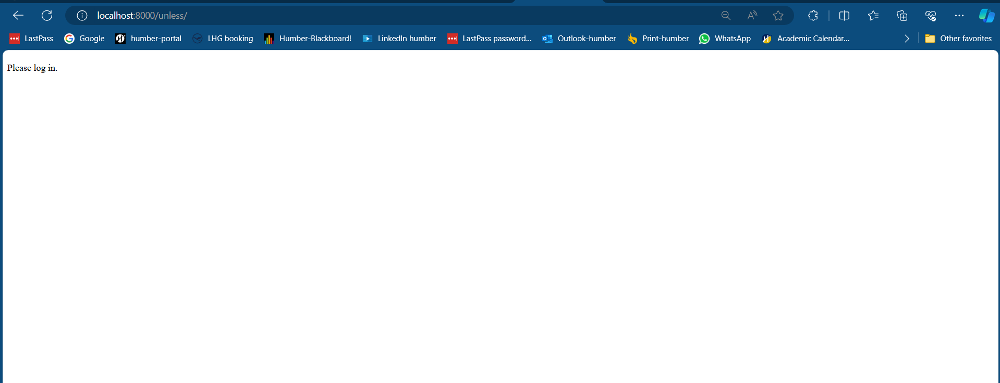 localhost:8000/unless/
LastPass Google humber-portal LHG booking Humber-Blackboard! LinkedIn humber LastPass password... Outlook-humber Print-humber WhatsApp Academic Calendar... Other favorites
Please log in.